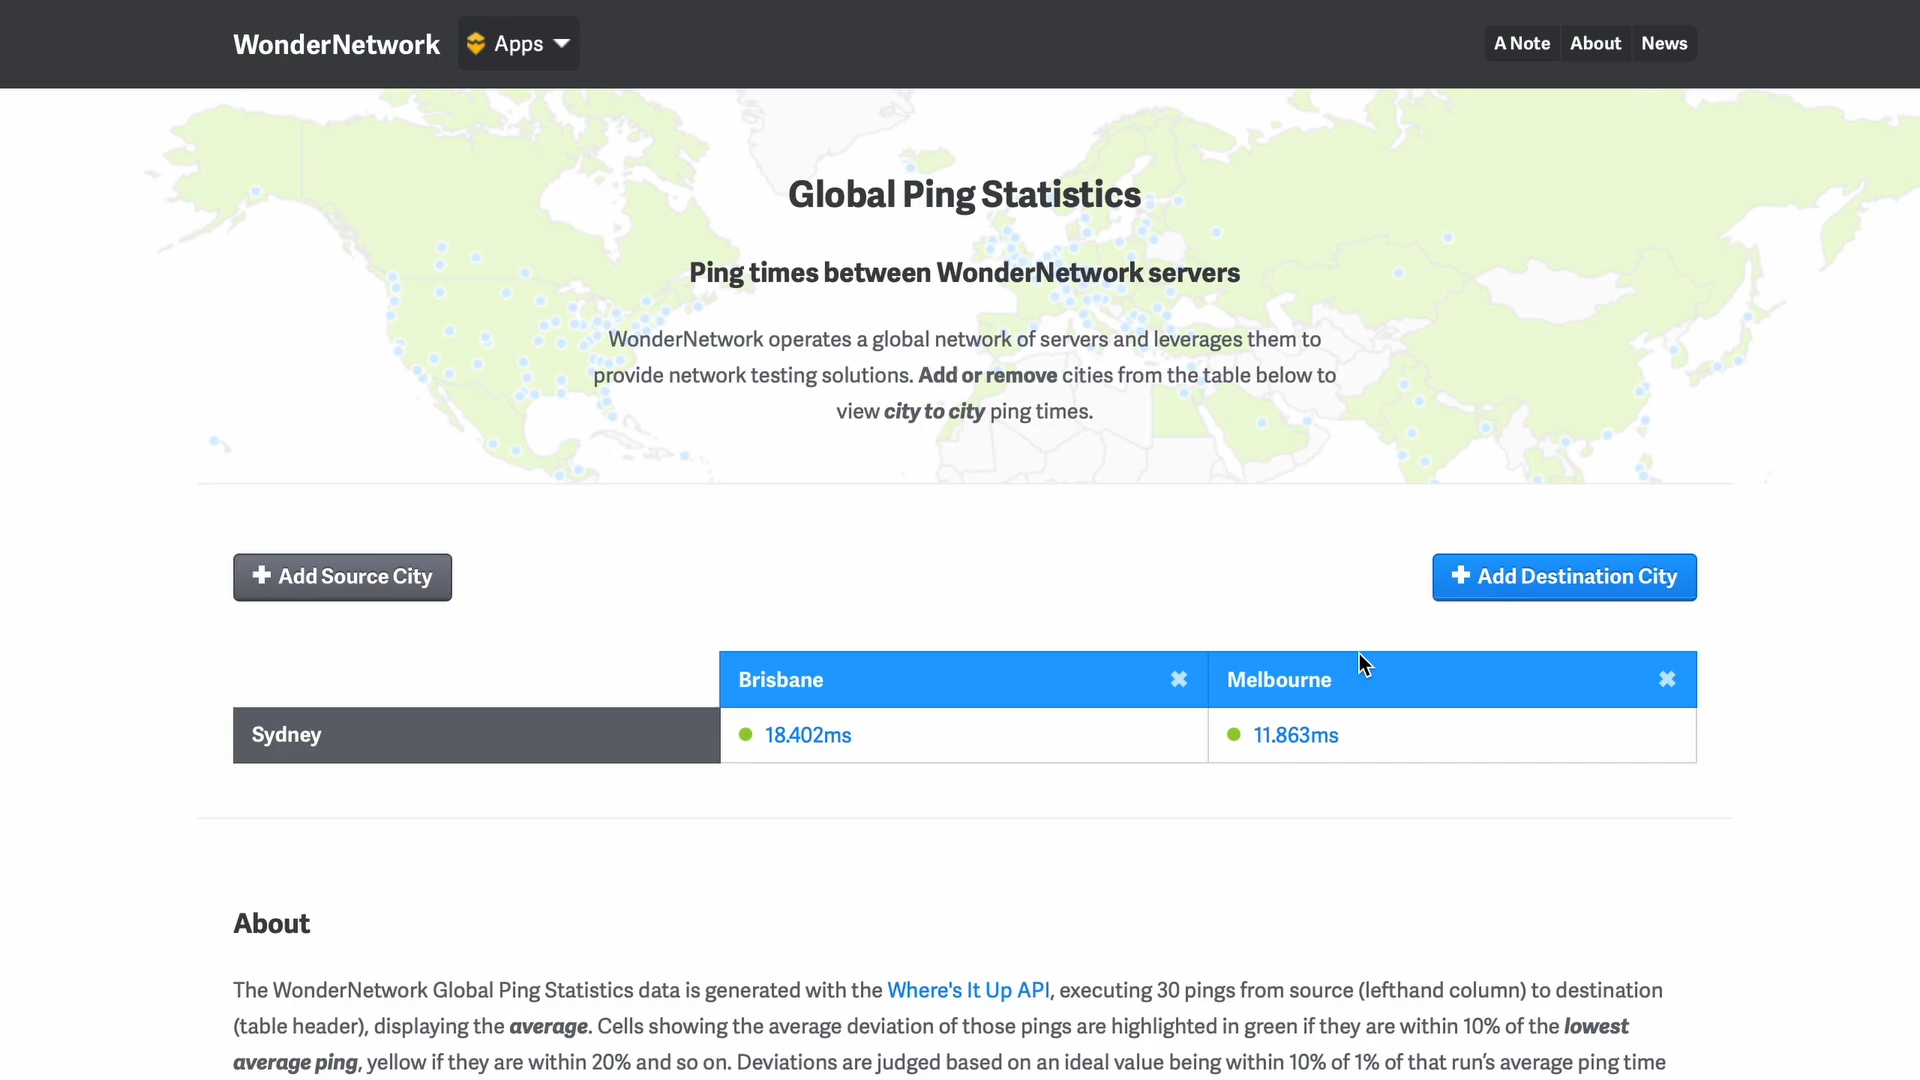 WonderNetwork
Apps
A Note
About
News
Global Ping Statistics
Ping times between WonderNetwork servers
WonderNetwork operates a global network of servers and leverages them to
provide network testing solutions. Add or remove cities from the table below to
view city to city ping times.
Add Source City
Add Destination City
Brisbane
Melbourne
Sydney
18.402ms
11.863ms
About
The WonderNetwork Global Ping Statistics data is generated with the Where's It Up API, executing 30 pings from source (lefthand column) to destination
(table header), displaying the average. Cells showing the average deviation of those pings are highlighted in green if they are within 10% of the lowest
average ping, yellow if they are within 20% and so on. Deviations are judged based on an ideal value being within 10% of 1% of that run's average ping time